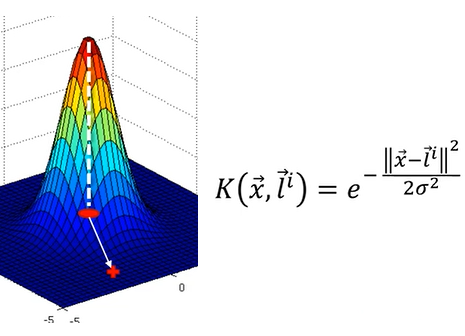 K(x⃗, l⃗ⁱ) = e^(-‖x⃗-l⃗ⁱ‖²/2σ²)
0
-5 -5